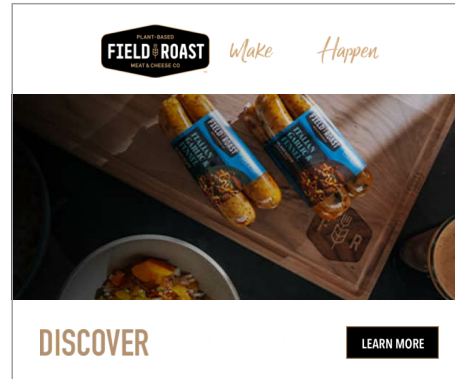 PLANT-BASED
FIELD ROAST
MEAT & CHEESE CO
Make Happen
FIELD ROAST
ITALIAN
GARLIC &
FENNEL
FIELD ROAST
ITALIAN
GARLIC &
FENNEL
R
DISCOVER
LEARN MORE